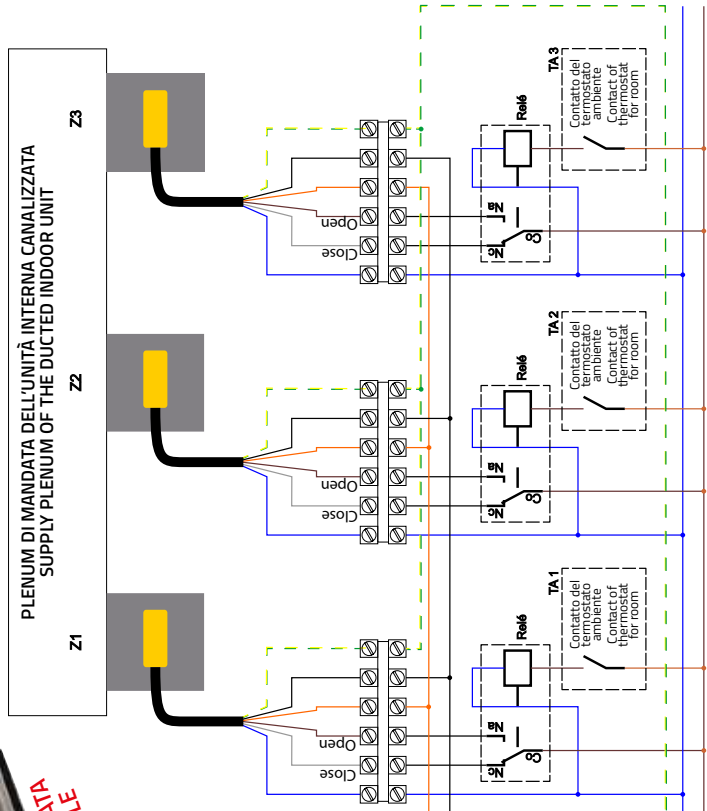 PLENUM DI MANDATA DELL'UNITÀ INTERNA CANALIZZATA
SUPPLY PLENUM OF THE DUCTED INDOOR UNIT
Z3
Open
Close
Relé
Na
Nc
Co
TA 3
Contatto del
termostato
ambiente
Contact of
thermostat
for room
Z2
Open
Close
Relé
Na
Nc
Co
TA 2
Contatto del
termostato
ambiente
Contact of
thermostat
for room
Z1
Open
Close
Relé
Na
Nc
Co
TA 1
Contatto del
termostato
ambiente
Contact of
thermostat
for room